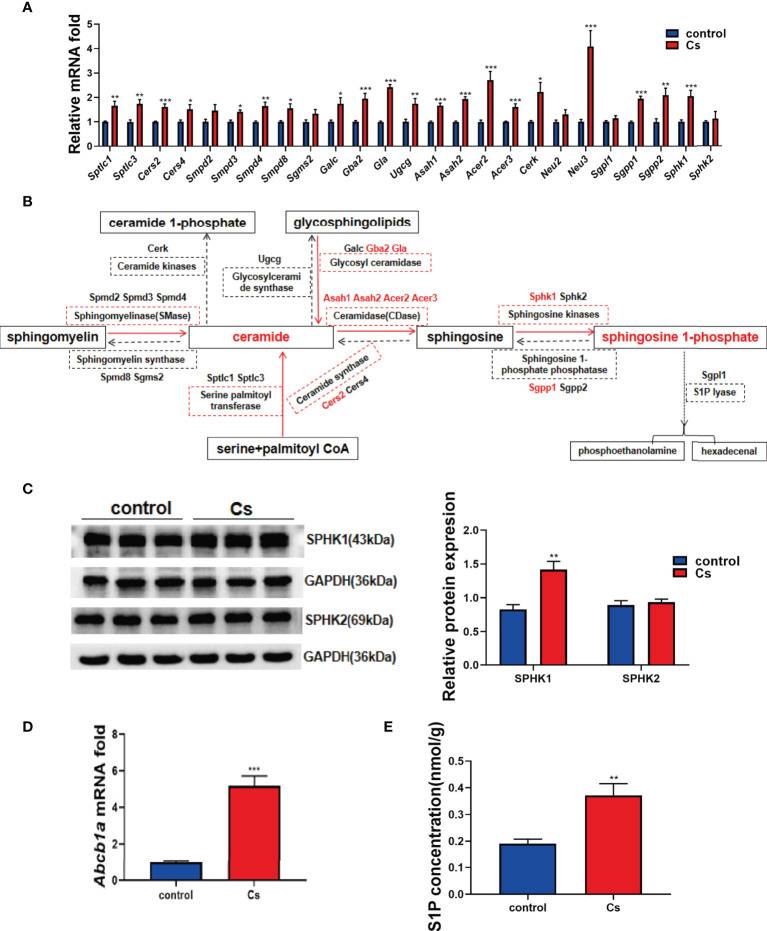 A
Relative mRNA fold
5
4
3
2
1
0
control
Cs
** ** *** * * ** * * *** *** ** *** ** ** *** * *** ** ** ***
Sptlc1 Sptlc3 Cers2 Cers4 Smpd2 Smpd3 Smpd4 Smpd8 Sgms2 Galc Gba2 Gla Ugcg Asah1 Asah2 Acer2 Acer3 Cerk Neu2 Neu3 Sgpl1 Sgpp1 Sgpp2 Sphk1 Sphk2
B
ceramide 1-phosphate
glycosphingolipids
Cerk
Ceramide kinases
Ugcg
Glycosylcerami
de synthase
Galc Gba2 Gla
Glycosyl ceramidase
Spmd2 Spmd3 Spmd4
Sphingomyelinase(SMase)
Asah1 Asah2 Acer2 Acer3
Ceramidase(CDase)
Sphk1 Sphk2
Sphingosine kinases
sphingomyelin
ceramide
sphingosine
sphingosine 1-phosphate
Sphingomyelin synthase
Spmd8 Sgms2
Sptlc1 Sptlc3
Serine palmitoyl
transferase
Ceramide synthase
Cers2 Cers4
Sphingosine 1-
phosphate phosphatase
Sgpp1 Sgpp2
Sgpl1
S1P lyase
serine+palmitoyl CoA
phosphoethanolamine
hexadecenal
C
control
Cs
SPHK1(43kDa)
GAPDH(36kDa)
SPHK2(69kDa)
GAPDH(36kDa)
Relative protein expresion
2.0
1.5
1.0
0.5
0.0
**
control
Cs
SPHK1
SPHK2
D
Abcb1a mRNA fold
8
6
4
2
0
***
control
Cs
E
S1P concentration(nmol/g)
0.5
0.4
0.3
0.2
0.1
0.0
**
control
Cs